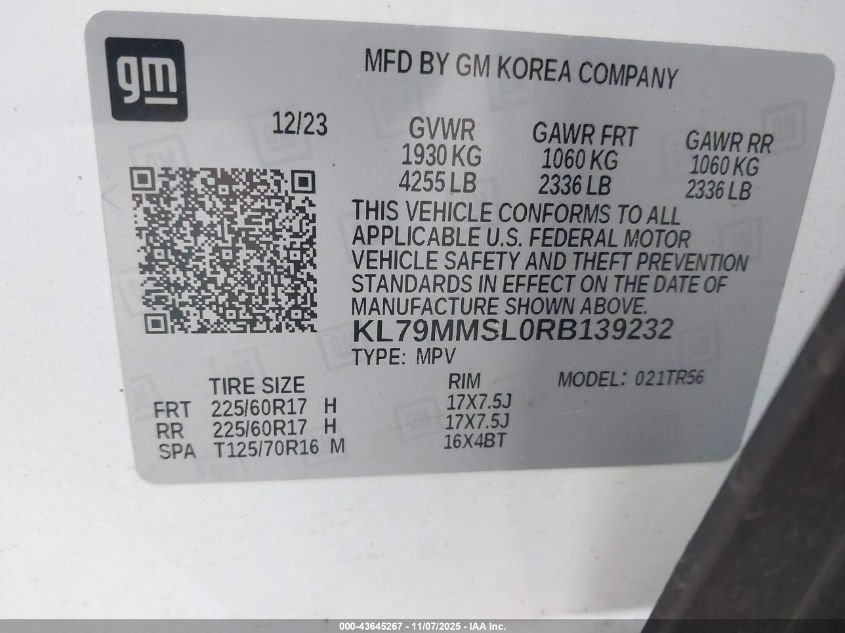 gm
MFD BY GM KOREA COMPANY
12/23
GVWR GAWR FRT GAWR RR
1930 KG 1060 KG 1060 KG
4255 LB 2336 LB 2336 LB
THIS VEHICLE CONFORMS TO ALL
APPLICABLE U.S. FEDERAL MOTOR
VEHICLE SAFETY AND THEFT PREVENTION
STANDARDS IN EFFECT ON THE DATE OF
MANUFACTURE SHOWN ABOVE.
KL79MMSL0RB139232
TYPE: MPV
TIRE SIZE RIM MODEL: 021TR56
FRT 225/60R17 H 17X7.5J
RR 225/60R17 H 17X7.5J
SPA T125/70R16 M 16X4BT
000-43645267 - 11/07/2025 - IAA Inc.